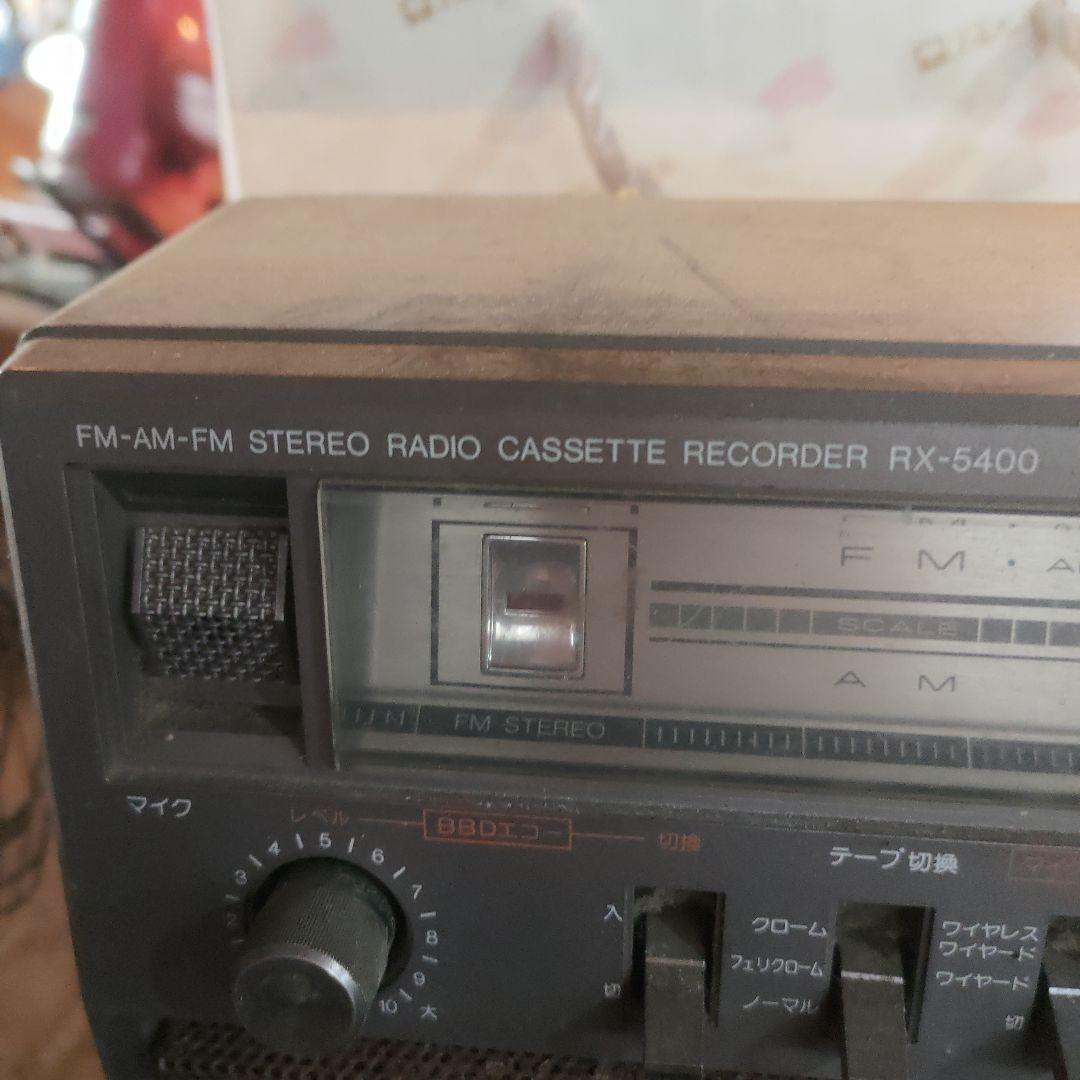 FM-AM-FM STEREO RADIO CASSETTE RECORDER RX-5400
FM
SCALE
AM
FM STEREO
マイク
レベル
BBDエコー
切換
テープ切換
2 3 4 5 6 7 8 9 10 大
入
切
クローム
フェリクローム
ノーマル
ワイヤレス
ワイヤード
ワイヤード
切